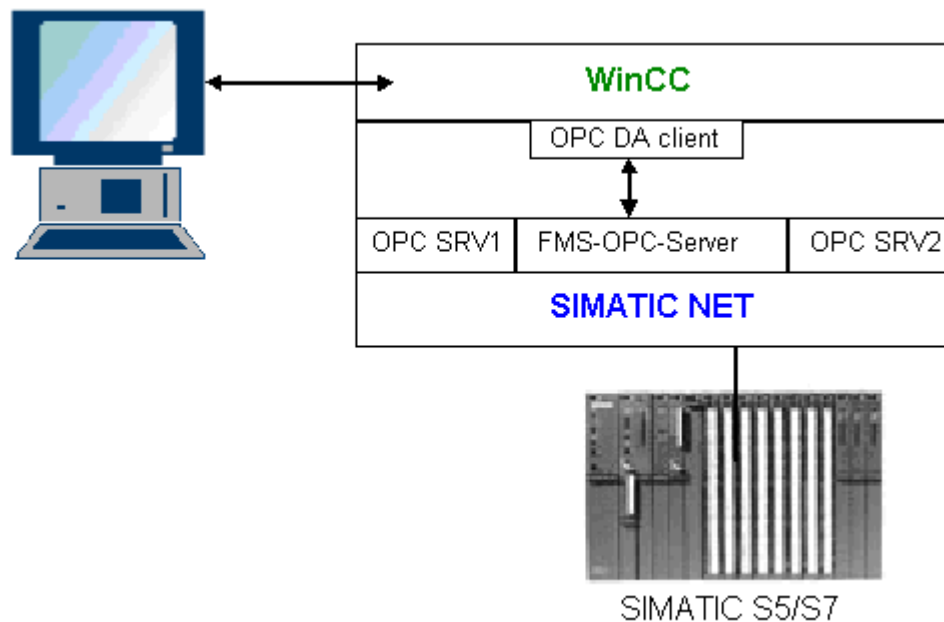 WinCC
OPC DA client
OPC SRV1
FMS-OPC-Server
OPC SRV2
SIMATIC NET
SIMATIC S5/S7